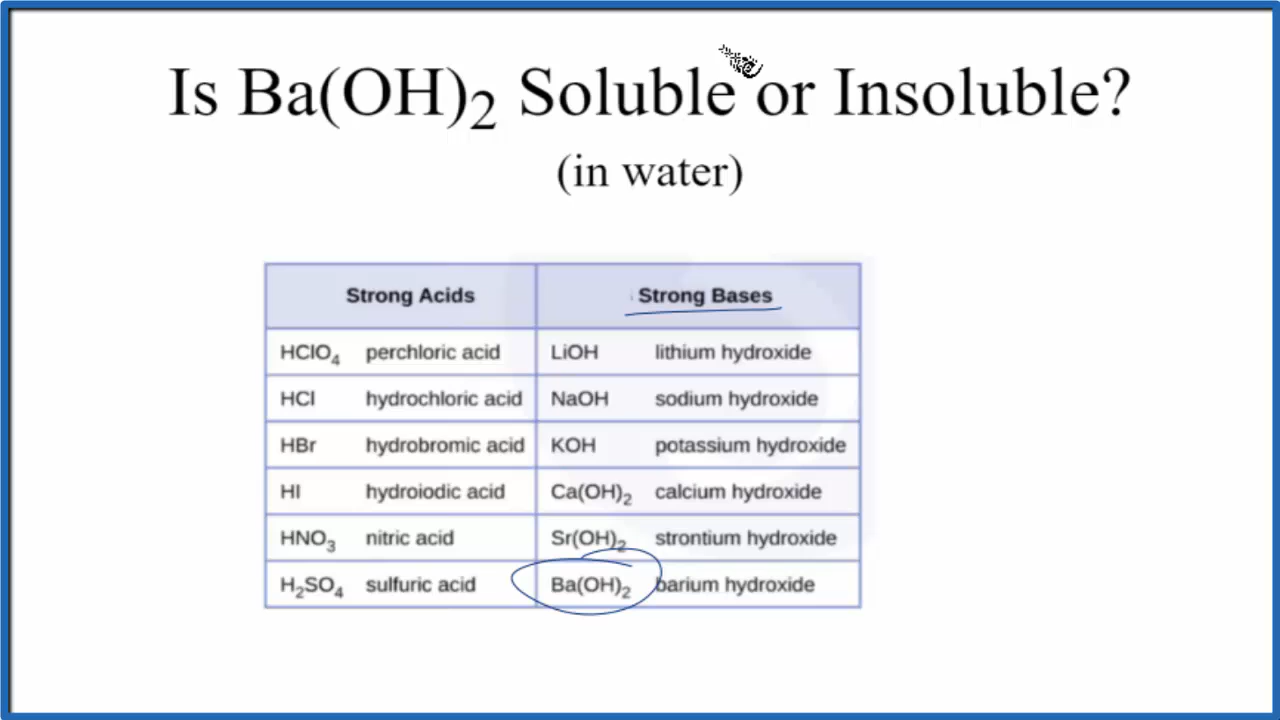 Is Ba(OH)₂ Soluble or Insoluble?
(in water)
Strong Acids Strong Bases
HClO₄ perchloric acid LiOH lithium hydroxide
HCl hydrochloric acid NaOH sodium hydroxide
HBr hydrobromic acid KOH potassium hydroxide
HI hydroiodic acid Ca(OH)₂ calcium hydroxide
HNO₃ nitric acid Sr(OH)₂ strontium hydroxide
H₂SO₄ sulfuric acid Ba(OH)₂ barium hydroxide